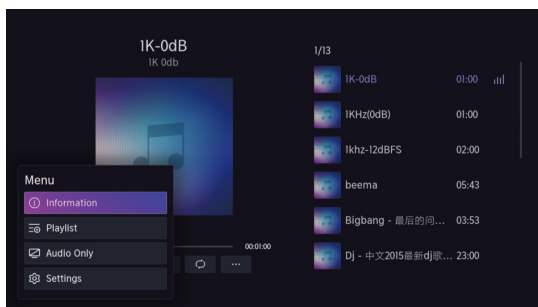 1K-0dB
1K 0db
1/13
1K-0dB 01:00
1KHz(0dB) 01:00
1khz-12dBFS 02:00
beema 05:43
Bigbang - 最后的问... 03:53
Dj - 中文2015最新dj歌... 23:00
Menu
Information
Playlist
Audio Only
Settings
00:01:00